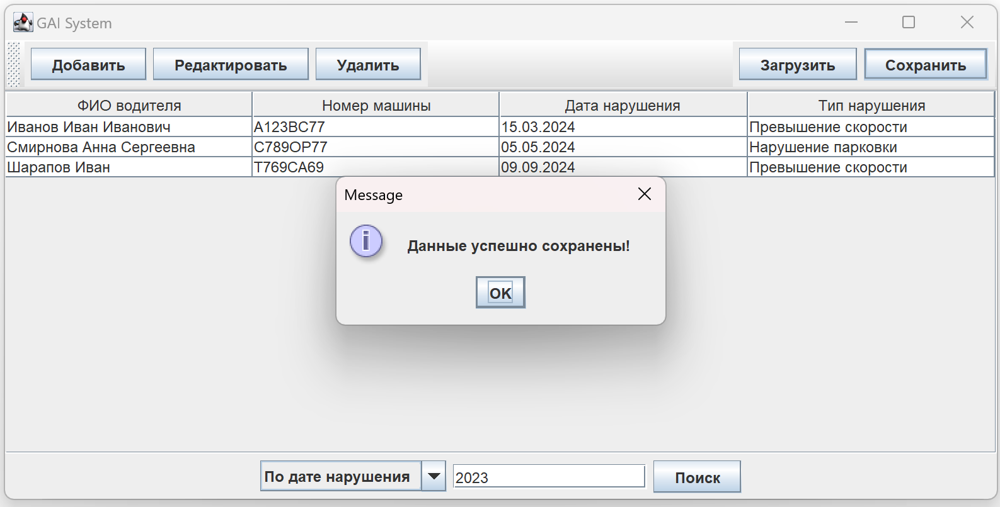 GAI System
Добавить Редактировать Удалить Загрузить Сохранить
ФИО водителя Номер машины Дата нарушения Тип нарушения
Иванов Иван Иванович A123BC77 15.03.2024 Превышение скорости
Смирнова Анна Сергеевна C789OP77 05.05.2024 Нарушение парковки
Шарапов Иван T769CA69 09.09.2024 Превышение скорости
Message
Данные успешно сохранены!
OK
По дате нарушения 2023 Поиск